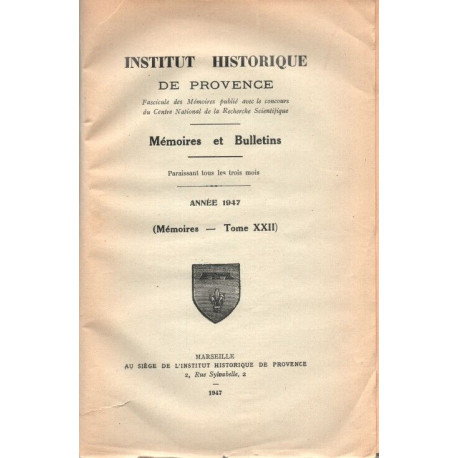 INSTITUT HISTORIQUE
DE PROVENCE
Fascicule des Mémoires publié avec le concours
du Centre National de la Recherche Scientifique
Mémoires et Bulletins
Paraissant tous les trois mois
ANNÉE 1947
(Mémoires — Tome XXII)
MARSEILLE
AU SIÈGE DE L'INSTITUT HISTORIQUE DE PROVENCE
2, Rue Sylvabelle, 2
—
1947